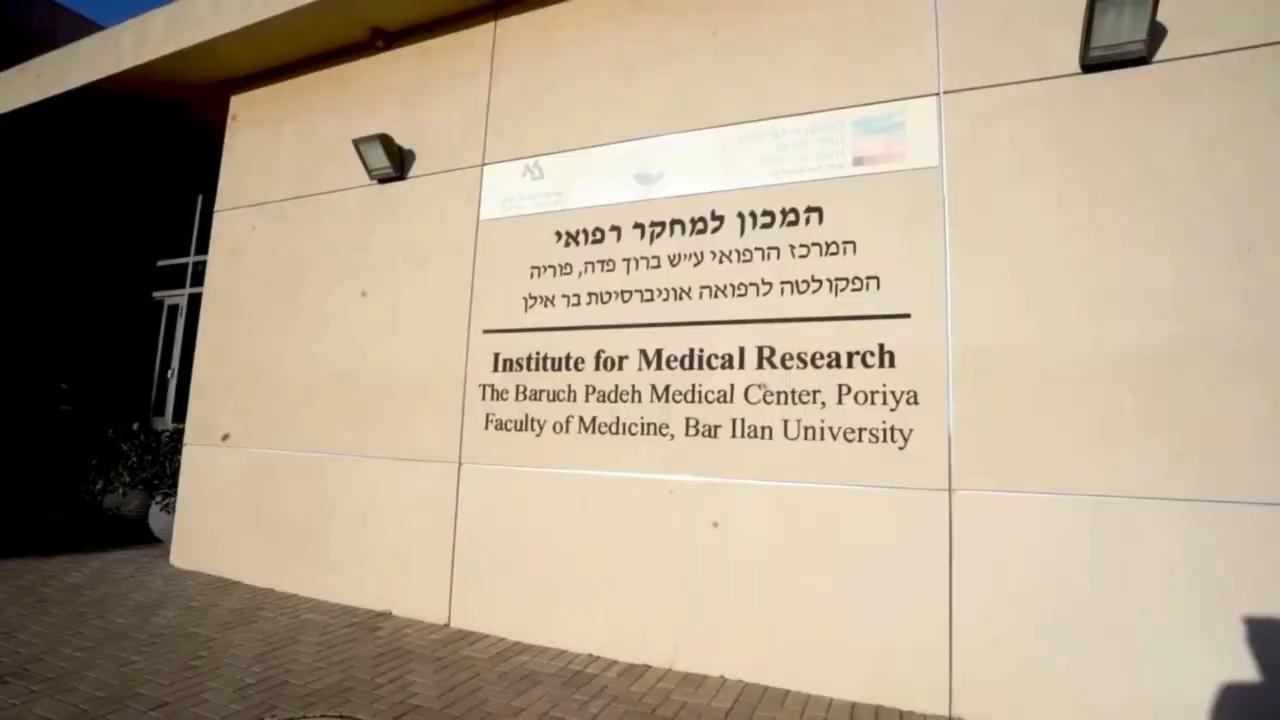 המכון למחקר רפואי
המרכז הרפואי ע״ש ברוך פדה, פוריה
הפקולטה לרפואה אוניברסיטת בר אילן
Institute for Medical Research
The Baruch Padeh Medical Center, Poriya
Faculty of Medicine, Bar Ilan University